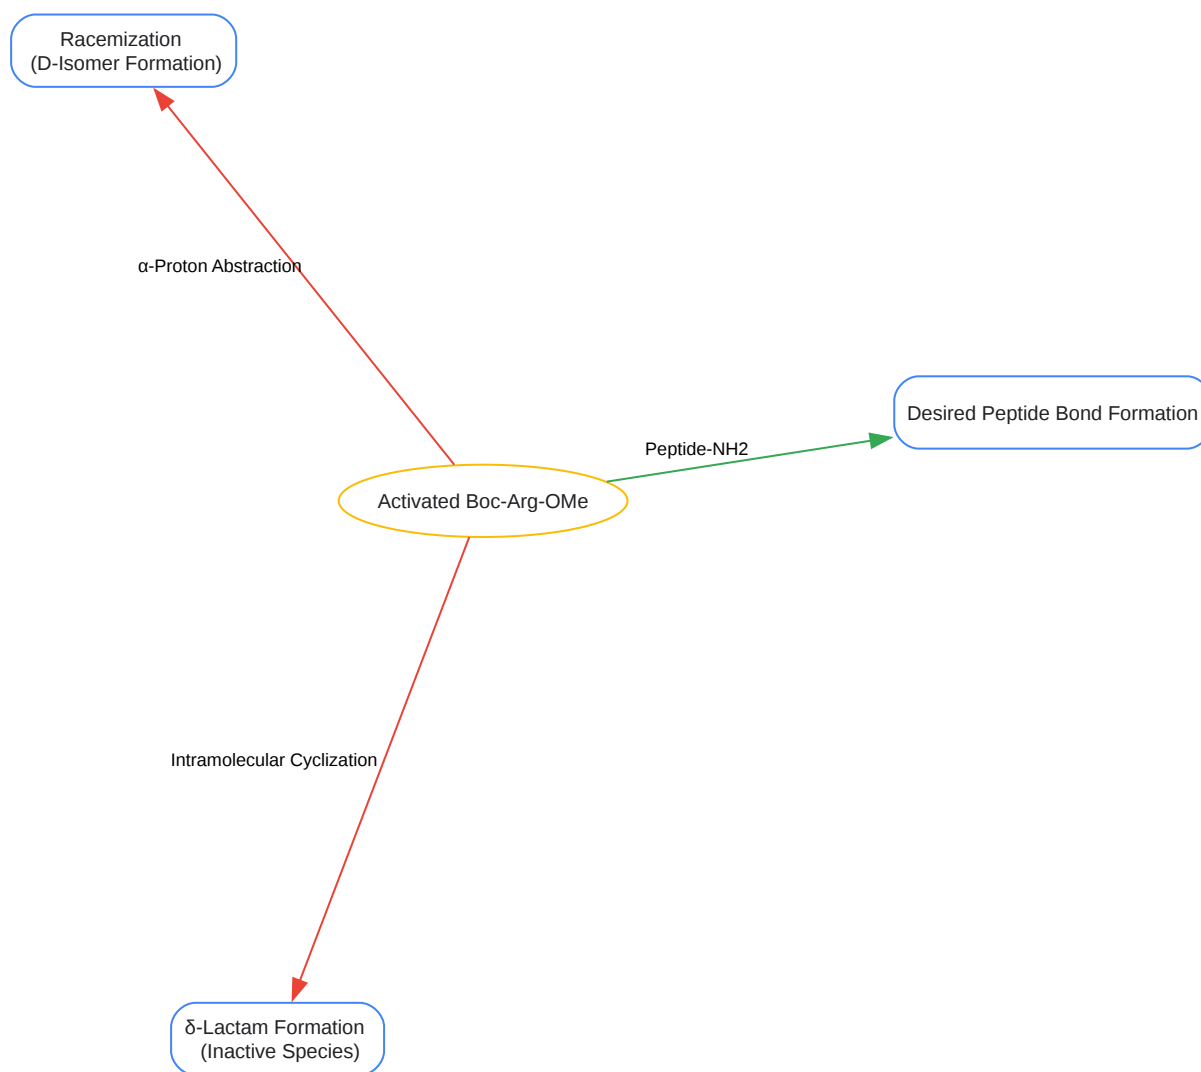 Racemization
(D-Isomer Formation)
α-Proton Abstraction
Desired Peptide Bond Formation
Peptide-NH2
Activated Boc-Arg-OMe
Intramolecular Cyclization
δ-Lactam Formation
(Inactive Species)